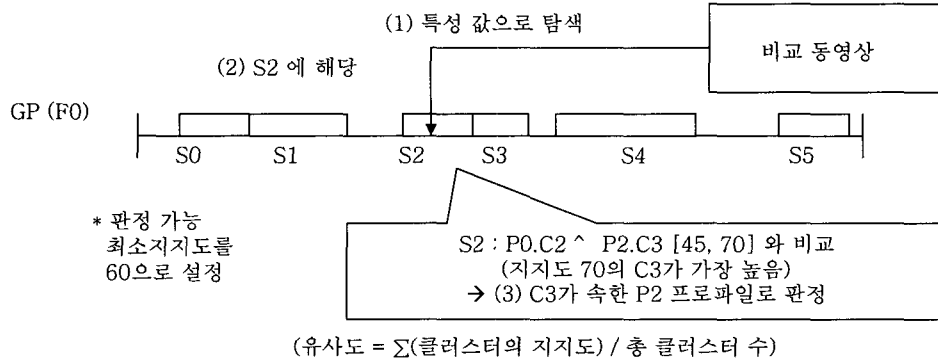 (1) 특성 값으로 탐색
비교 동영상
(2) S2 에 해당
GP (F0)
S0 S1 S2 S3 S4 S5
* 판정 가능
최소지지도를
60으로 설정
S2 : P0.C2 ^ P2.C3 [45, 70] 와 비교
(지지도 70의 C3가 가장 높음)
→ (3) C3가 속한 P2 프로파일로 판정
(유사도 = ∑(클러스터의 지지도) / 총 클러스터 수)